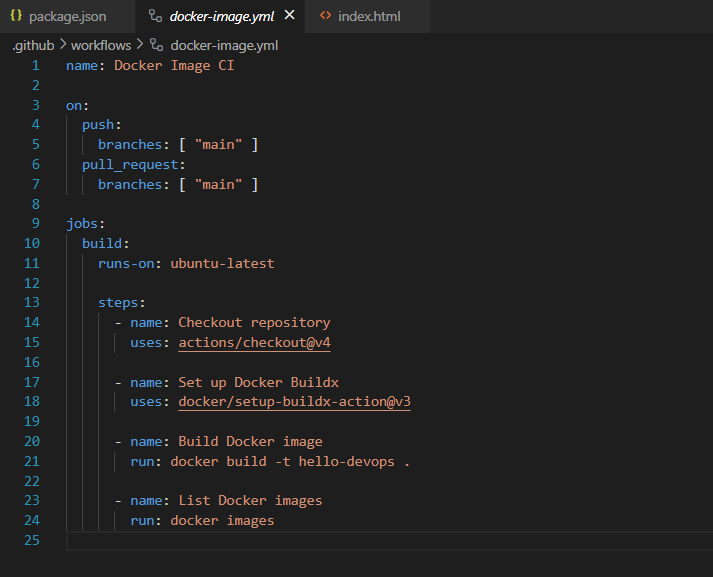 package.json docker-image.yml index.html
.github > workflows > docker-image.yml
1 name: Docker Image CI
2
3 on:
4   push:
5     branches: [ "main" ]
6   pull_request:
7     branches: [ "main" ]
8
9 jobs:
10   build:
11     runs-on: ubuntu-latest
12
13     steps:
14       - name: Checkout repository
15         uses: actions/checkout@v4
16
17       - name: Set up Docker Buildx
18         uses: docker/setup-buildx-action@v3
19
20       - name: Build Docker image
21         run: docker build -t hello-devops .
22
23       - name: List Docker images
24         run: docker images
25